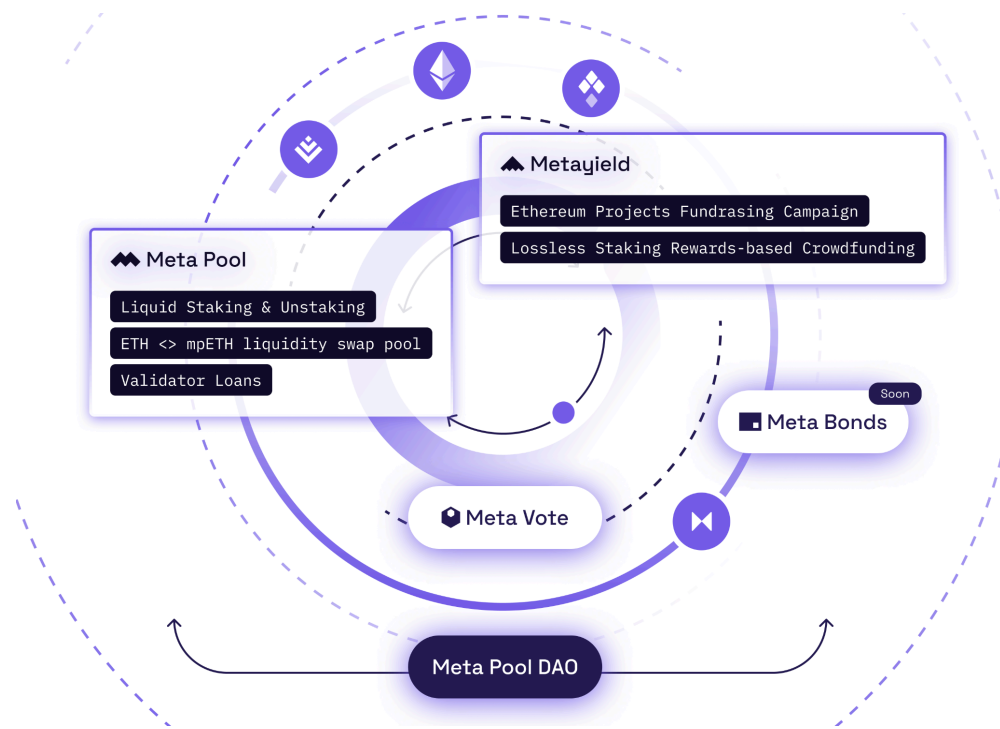 Metayield
Ethereum Projects Fundrasing Campaign
Lossless Staking Rewards-based Crowdfunding
Meta Pool
Liquid Staking & Unstaking
ETH <> mpETH liquidity swap pool
Validator Loans
Soon
Meta Bonds
Meta Vote
Meta Pool DAO